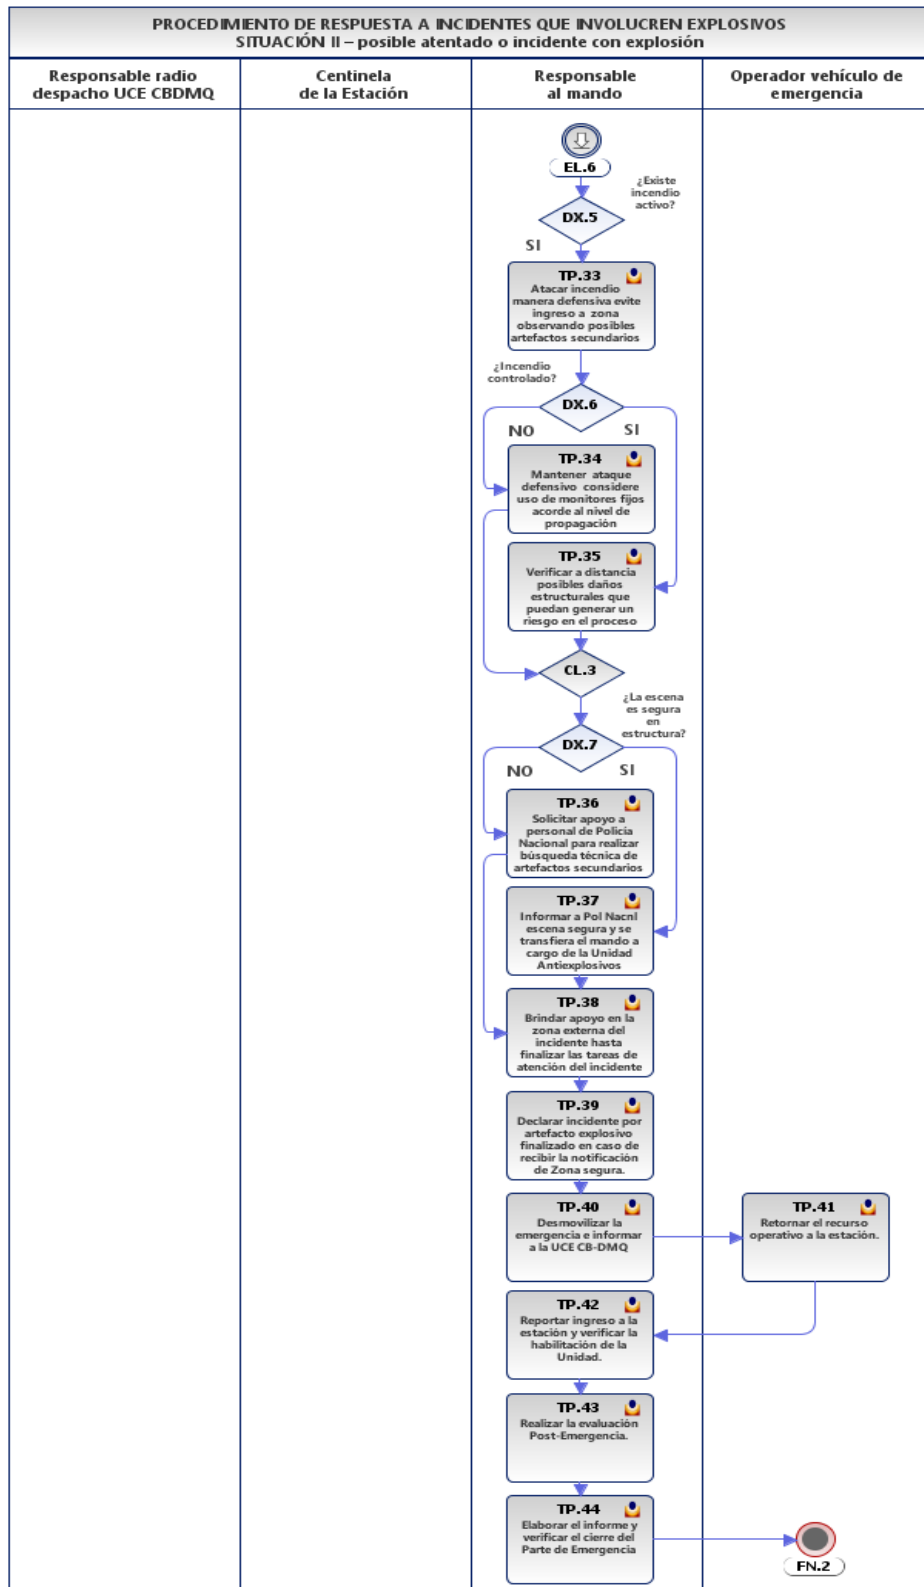 PROCEDIMIENTO DE RESPUESTA A INCIDENTES QUE INVOLUCREN EXPLOSIVOS
SITUACIÓN II – posible atentado o incidente con explosión
Responsable radio
despacho UCE CBDMQ
Centinela
de la Estación
Responsable
al mando
Operador vehículo de
emergencia
EL.6
¿Existe
incendio
activo?
DX.5
SI
TP.33
Atacar incendio
manera defensiva evite
ingreso a zona
observando posibles
artefactos secundarios
¿Incendio
controlado?
DX.6
NO
SI
TP.34
Mantener ataque
defensivo considere
uso de monitores fijos
acorde al nivel de
propagación
TP.35
Verificar a distancia
posibles daños
estructurales que
puedan generar un
riesgo en el proceso
CL.3
¿La escena
es segura
en
estructura?
DX.7
NO
SI
TP.36
Solicitar apoyo a
personal de Policía
Nacional para realizar
búsqueda técnica de
artefactos secundarios
TP.37
Informar a Pol Nacnl
escena segura y se
transfiera el mando a
cargo de la Unidad
Antiexplosivos
TP.38
Brindar apoyo en la
zona externa del
incidente hasta
finalizar las tareas de
atención del incidente
TP.39
Declarar incidente por
artefacto explosivo
finalizado en caso de
recibir la notificación
de Zona segura.
TP.40
Desmovilizar la
emergencia e informar
a la UCE CB-DMQ
TP.41
Retornar el recurso
operativo a la estación.
TP.42
Reportar ingreso a la
estación y verificar la
habilitación de la
Unidad.
TP.43
Realizar la evaluación
Post-Emergencia.
TP.44
Elaborar el informe y
verificar el cierre del
Parte de Emergencia
FN.2